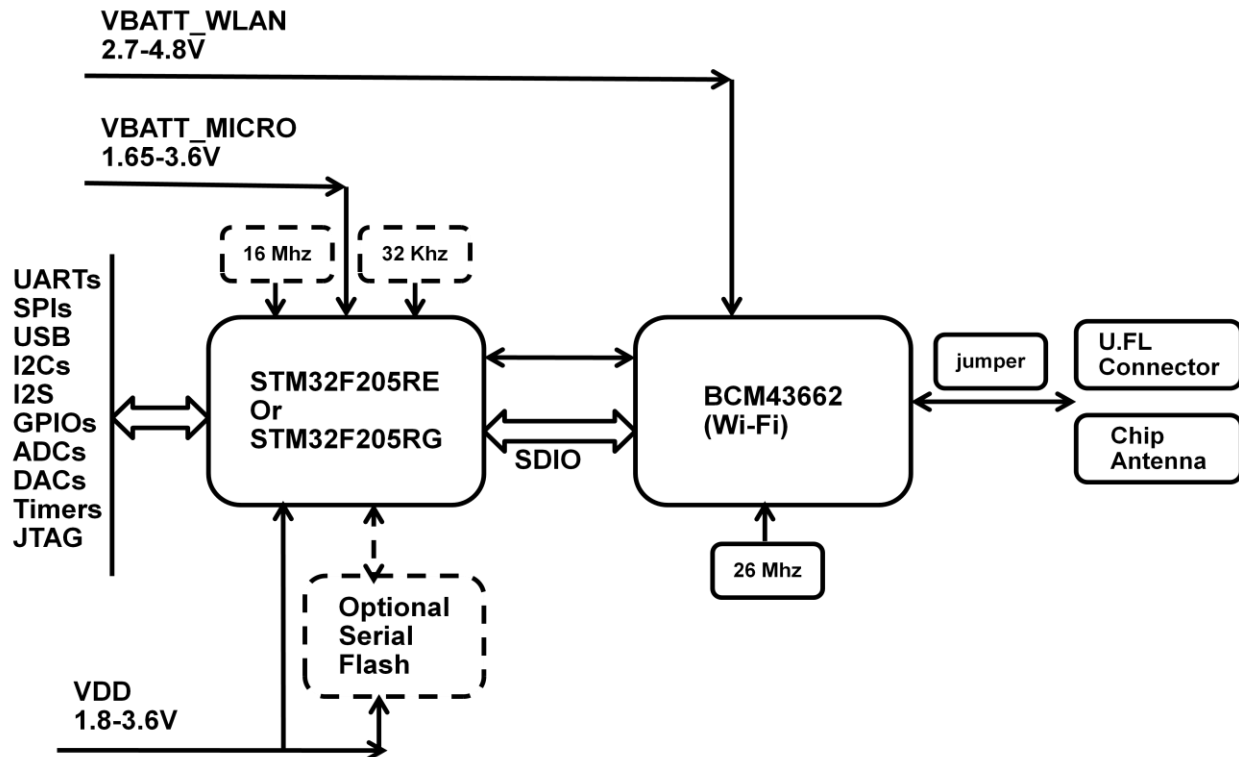 VBATT_WLAN
2.7-4.8V
VBATT_MICRO
1.65-3.6V
16 Mhz
32 Khz
UARTs
SPIs
USB
I2Cs
I2S
GPIOs
ADCs
DACs
Timers
JTAG
STM32F205RE
Or
STM32F205RG
SDIO
BCM43662
(Wi-Fi)
jumper
U.FL
Connector
Chip
Antenna
26 Mhz
Optional
Serial
Flash
VDD
1.8-3.6V